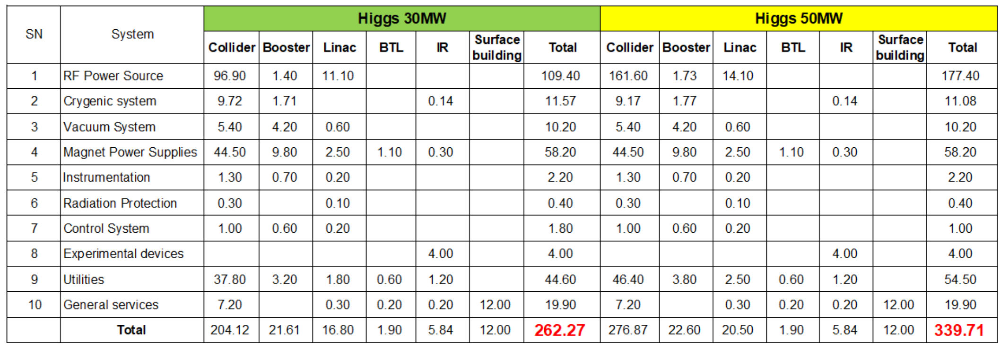 SN System Higgs 30MW Higgs 50MW
Collider Booster Linac BTL IR Surface building Total Collider Booster Linac BTL IR Surface building Total
1 RF Power Source 96.90 1.40 11.10 109.40 161.60 1.73 14.10 177.40
2 Crygenic system 9.72 1.71 0.14 11.57 9.17 1.77 0.14 11.08
3 Vacuum System 5.40 4.20 0.60 10.20 5.40 4.20 0.60 10.20
4 Magnet Power Supplies 44.50 9.80 2.50 1.10 0.30 58.20 44.50 9.80 2.50 1.10 0.30 58.20
5 Instrumentation 1.30 0.70 0.20 2.20 1.30 0.70 0.20 2.20
6 Radiation Protection 0.30 0.10 0.40 0.30 0.10 0.40
7 Control System 1.00 0.60 0.20 1.80 1.00 0.60 0.20 1.00
8 Experimental devices 4.00 4.00 4.00 4.00
9 Utilities 37.80 3.20 1.80 0.60 1.20 44.60 46.40 3.80 2.50 0.60 1.20 54.50
10 General services 7.20 0.30 0.20 0.20 12.00 19.90 7.20 0.30 0.20 0.20 12.00 19.90
Total 204.12 21.61 16.80 1.90 5.84 12.00 262.27 276.87 22.60 20.50 1.90 5.84 12.00 339.71